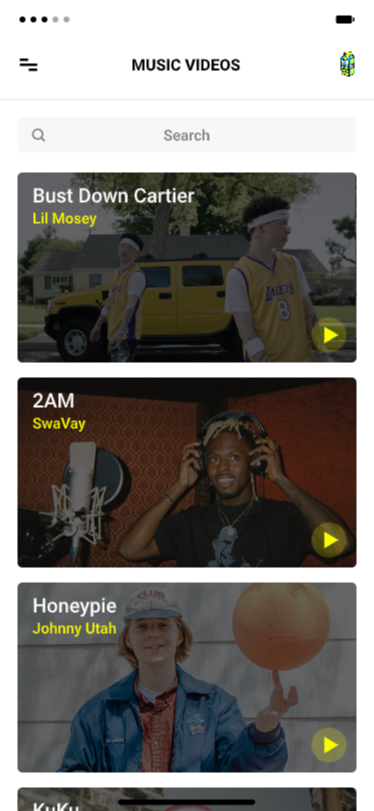 MUSIC VIDEOS
Search
Bust Down Cartier
Lil Mosey
LAKERS
8
2AM
SwaVay
Honeypie
Johnny Utah
KuKu